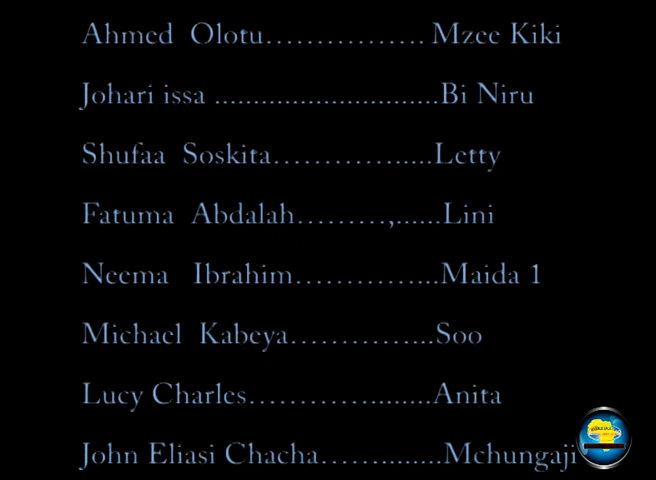 Ahmed Olotu................ Mzee Kiki
Johari issa .............................Bi Niru
Shufaa Soskita.................Letty
Fatuma Abdalah.........,......Lini
Neema Ibrahim...............Maida 1
Michael Kabeya...............Soo
Lucy Charles....................Anita
John Eliasi Chacha..............Mchungaji